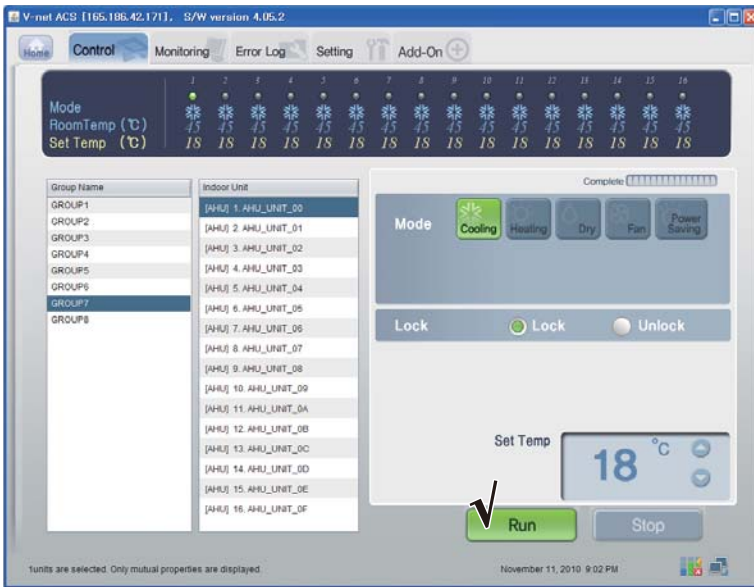 V-net ACS [165.186.42.171], S/W version 4.05.2
Home Control Monitoring Error Log Setting Add-On
1 2 3 4 5 6 7 8 9 10 11 12 13 14 15 16
Mode
RoomTemp (℃) 45 45 45 45 45 45 45 45 45 45 45 45 45 45 45 45
Set Temp (℃) 18 18 18 18 18 18 18 18 18 18 18 18 18 18 18 18
Group Name
GROUP1
GROUP2
GROUP3
GROUP4
GROUP5
GROUP6
GROUP7
GROUP8
Indoor Unit
[AHU] 1. AHU_UNIT_00
[AHU] 2. AHU_UNIT_01
[AHU] 3. AHU_UNIT_02
[AHU] 4. AHU_UNIT_03
[AHU] 5. AHU_UNIT_04
[AHU] 6. AHU_UNIT_05
[AHU] 7. AHU_UNIT_06
[AHU] 8. AHU_UNIT_07
[AHU] 9. AHU_UNIT_08
[AHU] 10. AHU_UNIT_09
[AHU] 11. AHU_UNIT_0A
[AHU] 12. AHU_UNIT_0B
[AHU] 13. AHU_UNIT_0C
[AHU] 14. AHU_UNIT_0D
[AHU] 15. AHU_UNIT_0E
[AHU] 16. AHU_UNIT_0F
Complete
Mode Cooling Heating Dry Fan Power Saving
Lock Lock Unlock
Set Temp 18 °C
Run Stop
1units are selected. Only mutual properties are displayed.
November 11, 2010 9:02 PM